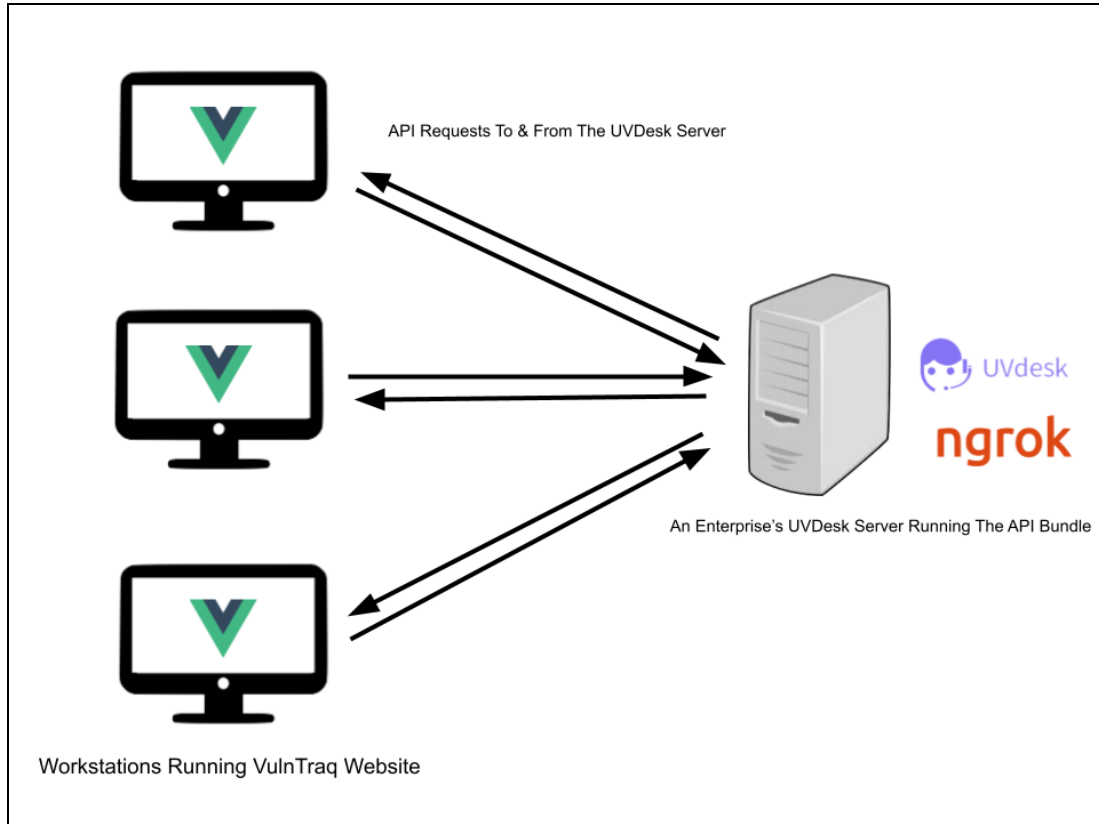 API Requests To & From The UVDesk Server
UVdesk
ngrok
An Enterprise's UVDesk Server Running The API Bundle
Workstations Running VulnTraq Website